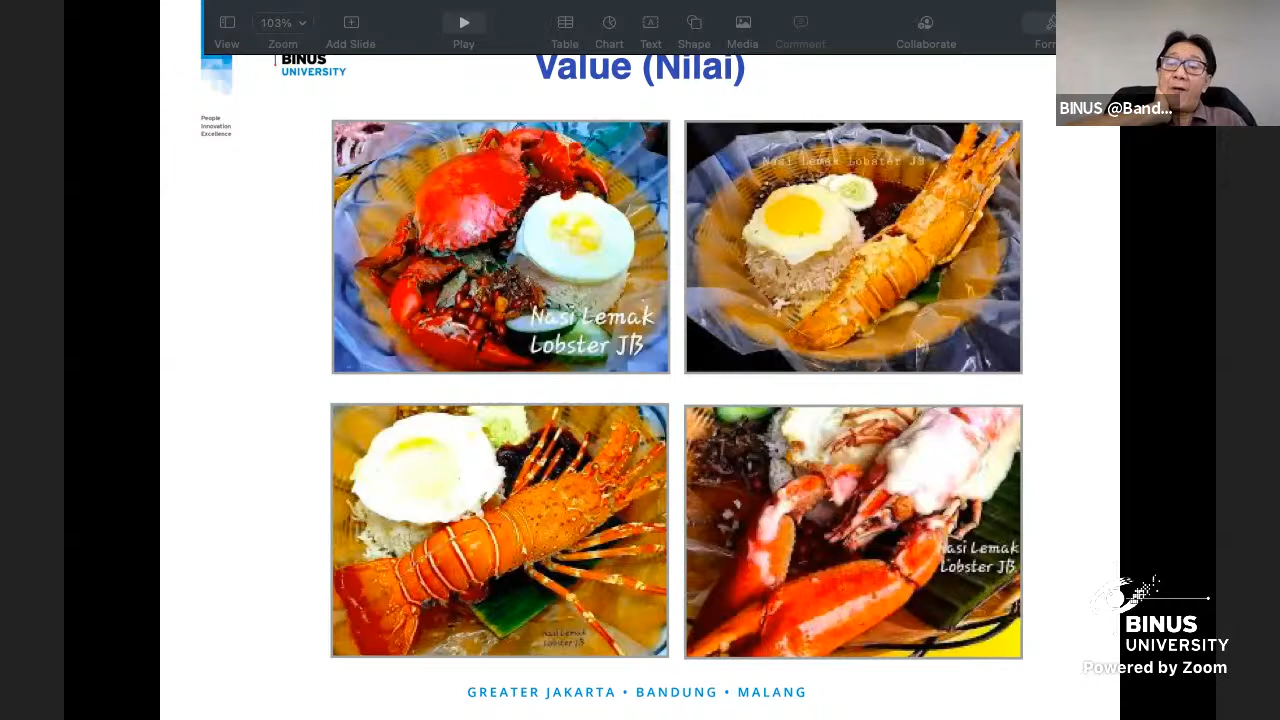 103%
View
Zoom
Add Slide
Play
Table
Chart
Text
Shape
Media
Comment
Collaborate
Form
BINUS @Band...
BINUS
UNIVERSITY
Value (Nilai)
People
Innovation
Excellence
Nasi Lemak
Lobster JB
Nasi Lemak Lobster JB
Nasi Lemak
Lobster JB
Nasi Lemak
Lobster JB
BINUS
UNIVERSITY
Powered by Zoom
GREATER JAKARTA • BANDUNG • MALANG